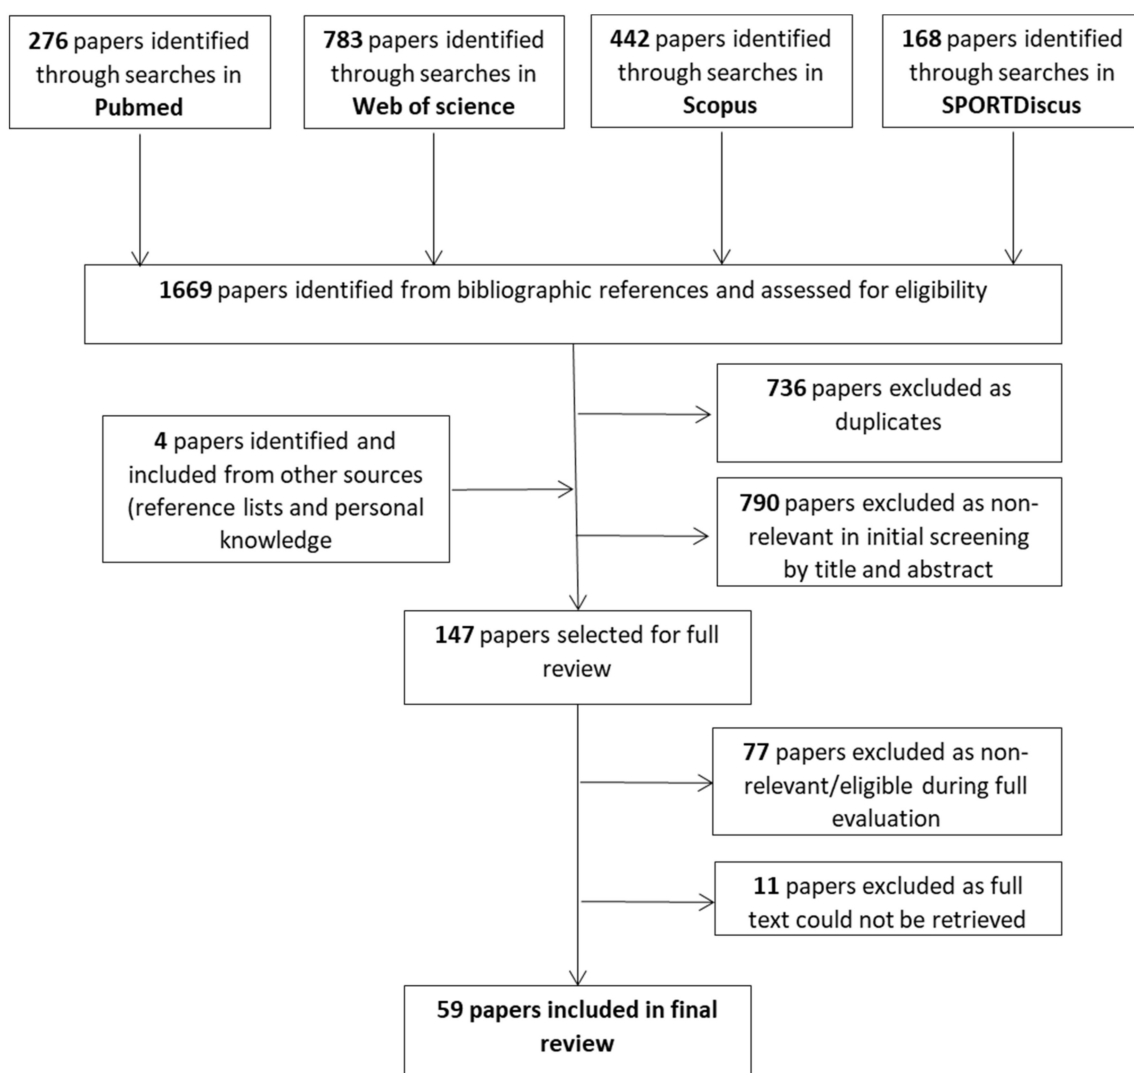 276 papers identified
through searches in
Pubmed
783 papers identified
through searches in
Web of science
442 papers identified
through searches in
Scopus
168 papers identified
through searches in
SPORTDiscus
1669 papers identified from bibliographic references and assessed for eligibility
736 papers excluded as
duplicates
4 papers identified and
included from other sources
(reference lists and personal
knowledge
790 papers excluded as non-
relevant in initial screening
by title and abstract
147 papers selected for full
review
77 papers excluded as non-
relevant/eligible during full
evaluation
11 papers excluded as full
text could not be retrieved
59 papers included in final
review